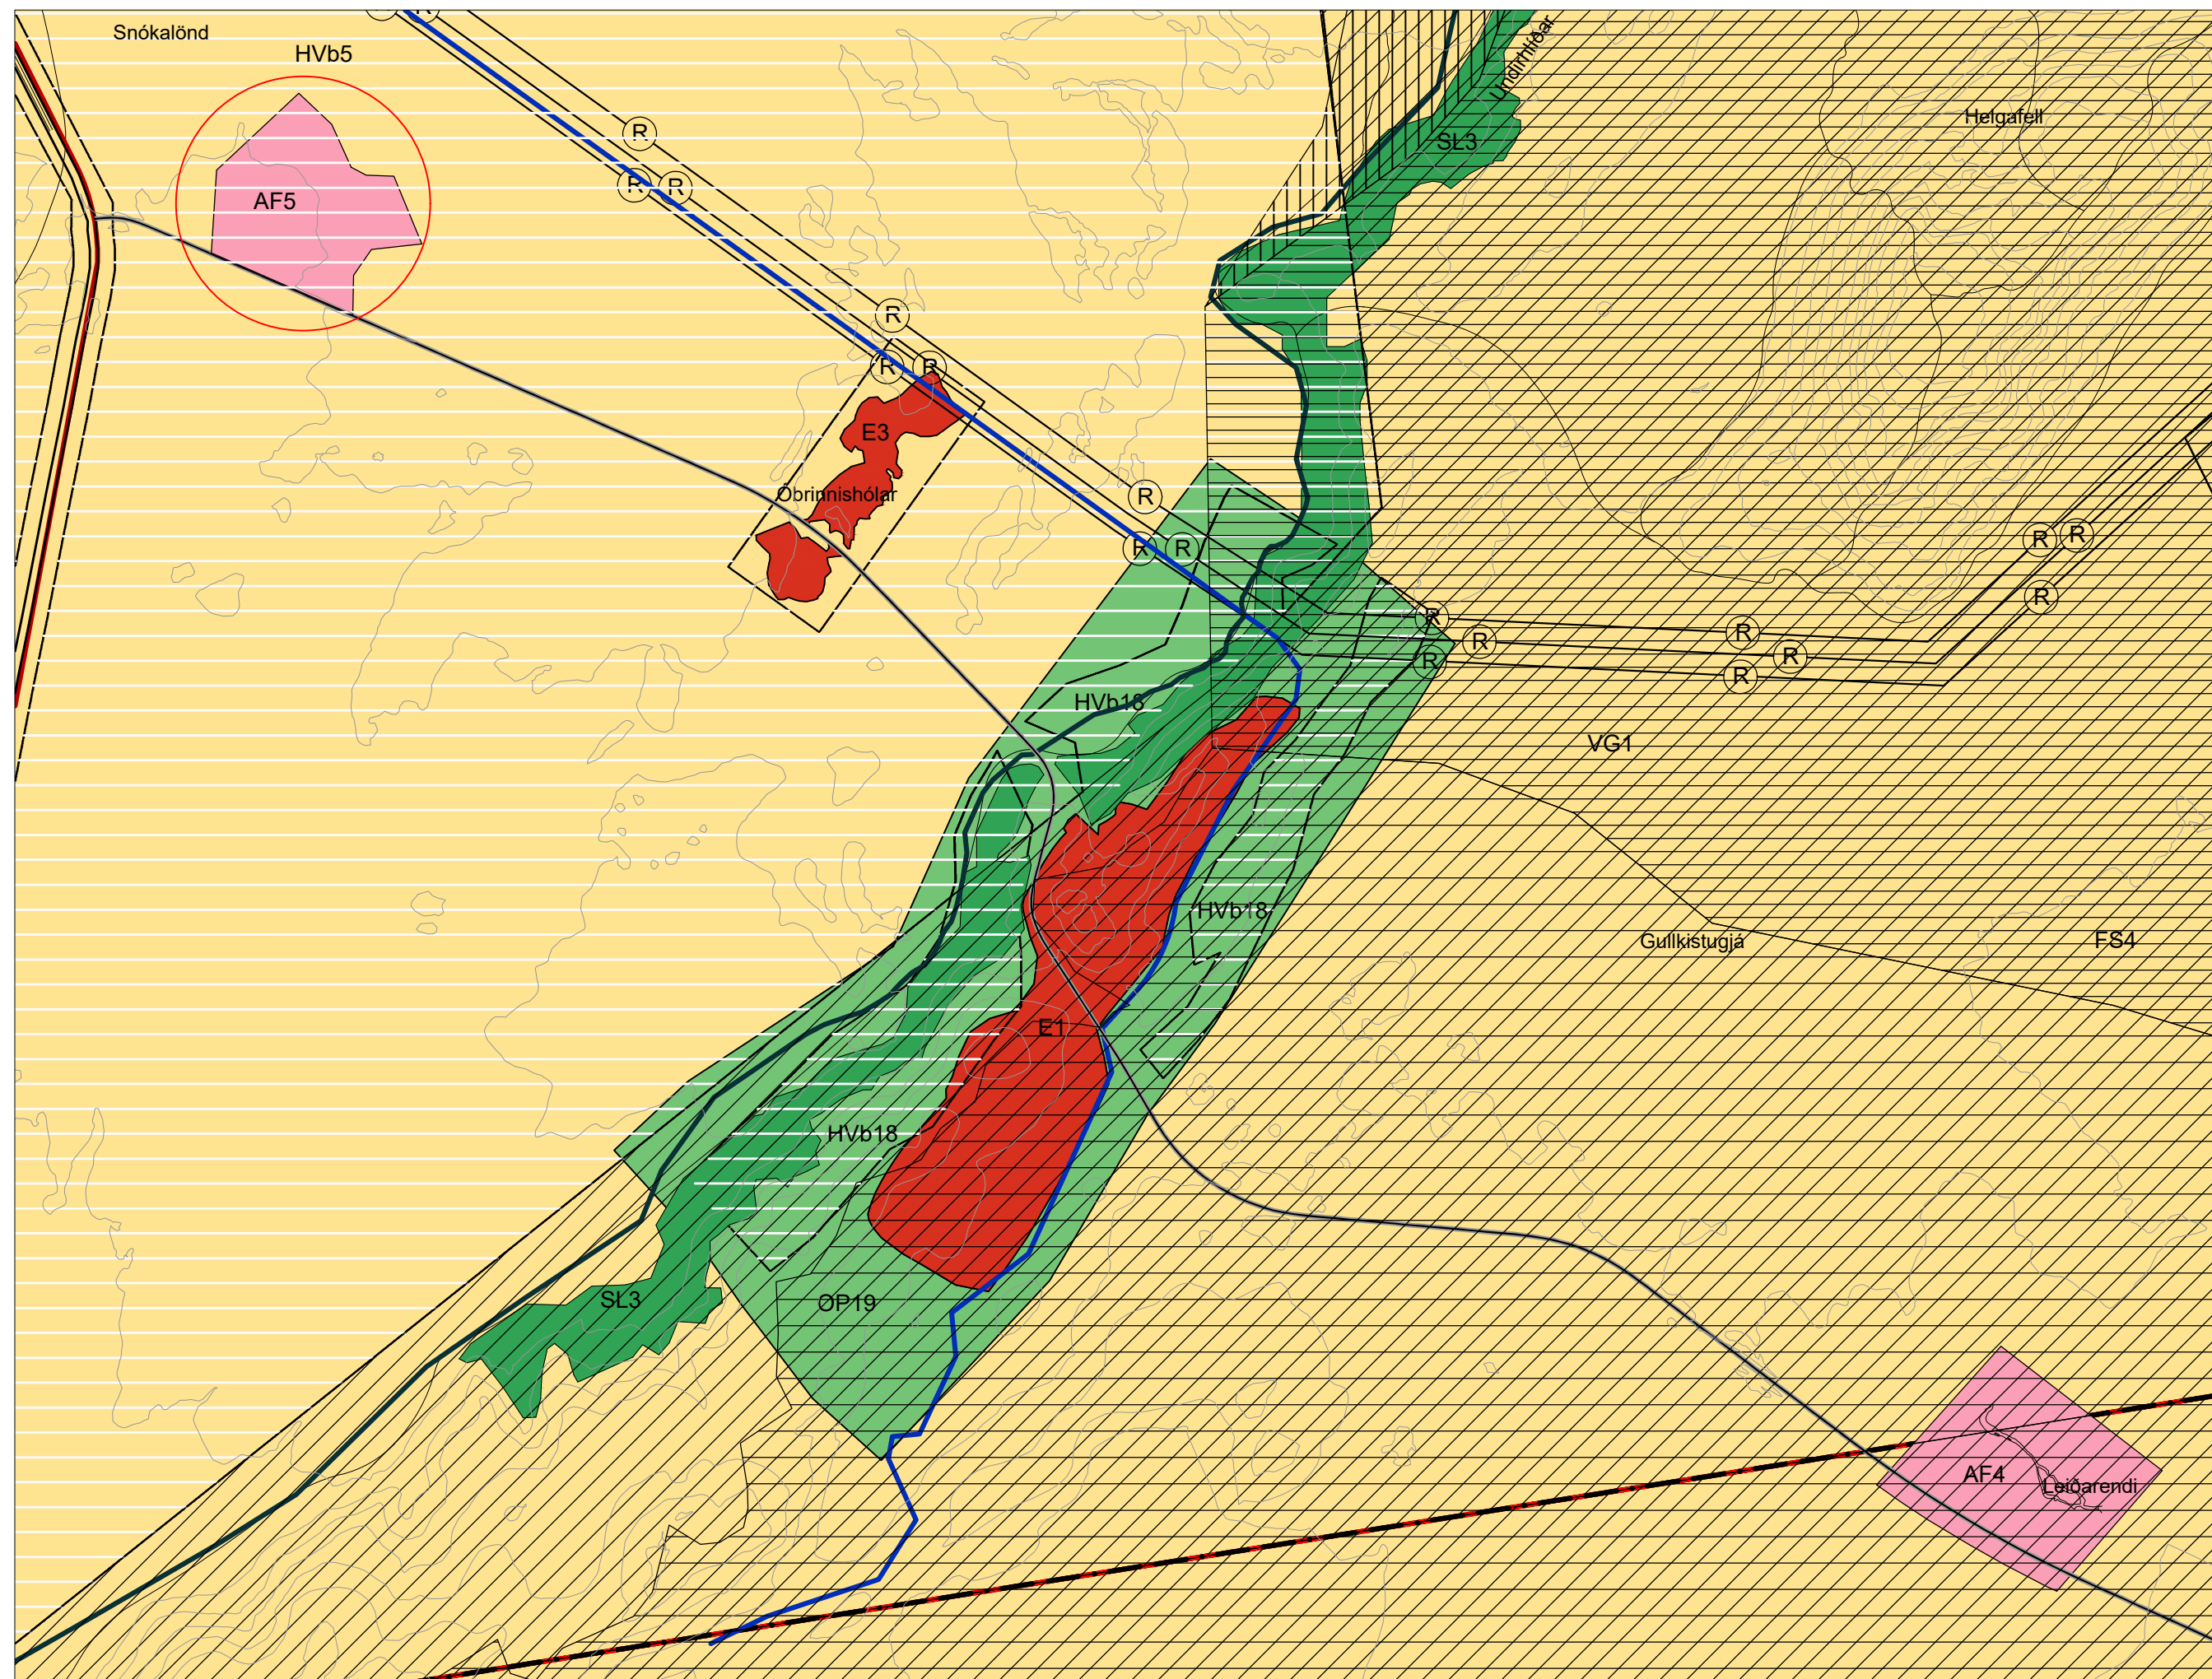 Snókalönd
R
HVb5
Undirhlíðar
Helgafell
R
SL3
R R
AF5
R
R R
E3
Óbrinnishólar
R
R R
R R
R
R
R
R
R
R
R
HVb18
VG1
HVb18
Gullkistugjá
FS4
E1
HVb18
SL3
OP19
AF4
Leiðarendi